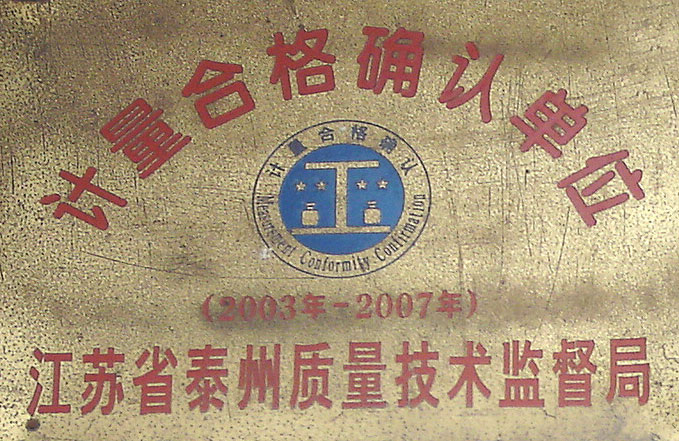 计量合格确认单位
计量合格确认
Measurement Conformity Confirmation
(2003年-2007年)
江苏省泰州质量技术监督局